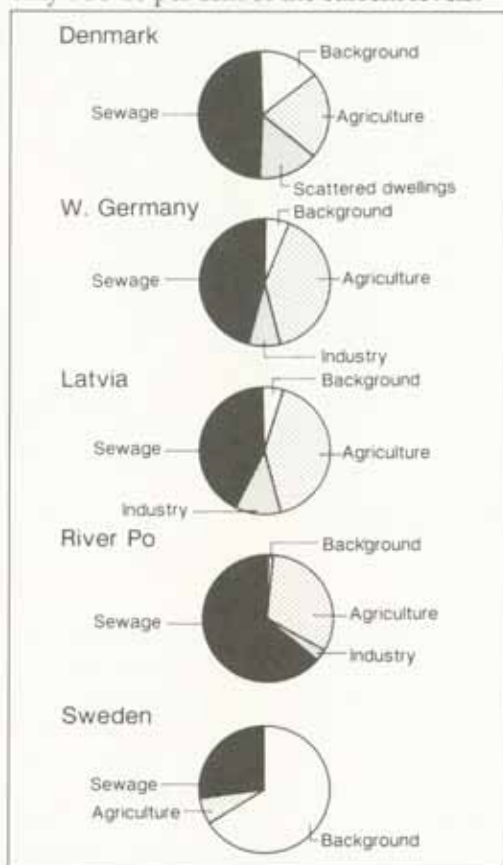 Denmark
Background
Sewage
Agriculture
Scattered dwellings
W. Germany
Background
Sewage
Agriculture
Industry
Latvia
Background
Sewage
Agriculture
Industry
River Po
Background
Sewage
Agriculture
Industry
Sweden
Sewage
Agriculture
Background